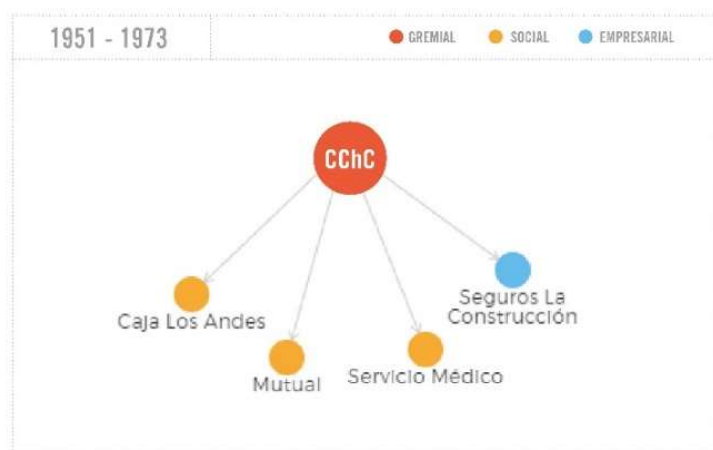 1951 - 1973
GREMIAL
SOCIAL
EMPRESARIAL
CChC
Caja Los Andes
Mutual
Servicio Médico
Seguros La
Construcción